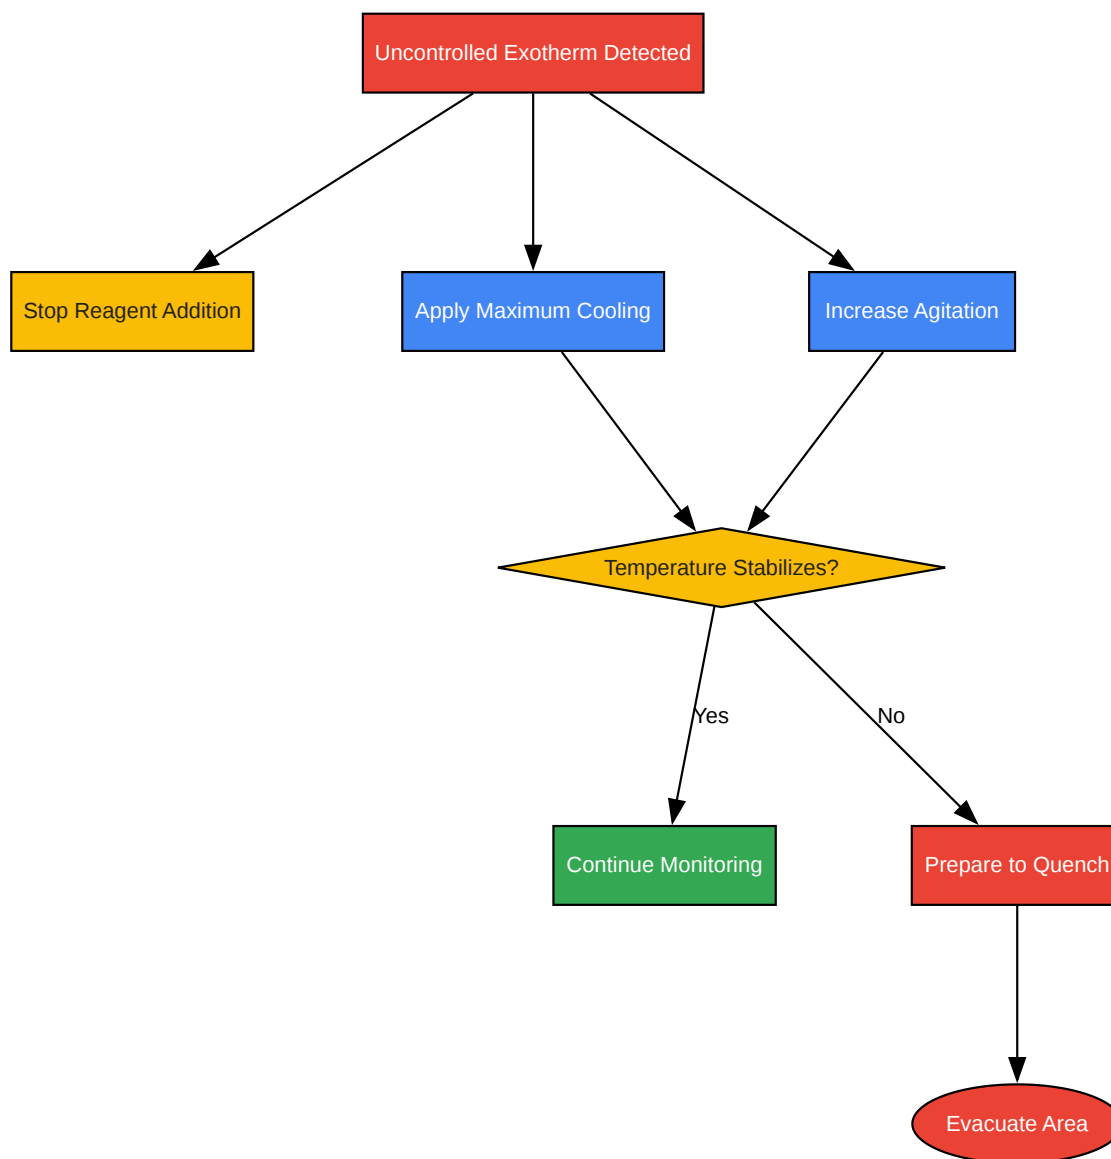 Uncontrolled Exotherm Detected
Stop Reagent Addition
Apply Maximum Cooling
Increase Agitation
Temperature Stabilizes?
Yes
No
Continue Monitoring
Prepare to Quench
Evacuate Area